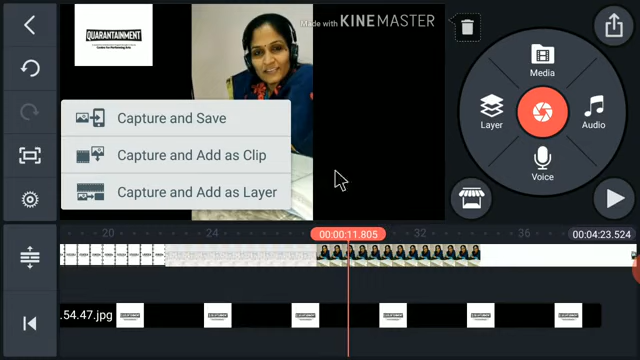 QUARANTAINMENT
Made with KINEMASTER
Media
Layer
Audio
Voice
Capture and Save
Capture and Add as Clip
Capture and Add as Layer
20
24
00:00:11.805
32
36
00:04:23.524
.54.47.jpg